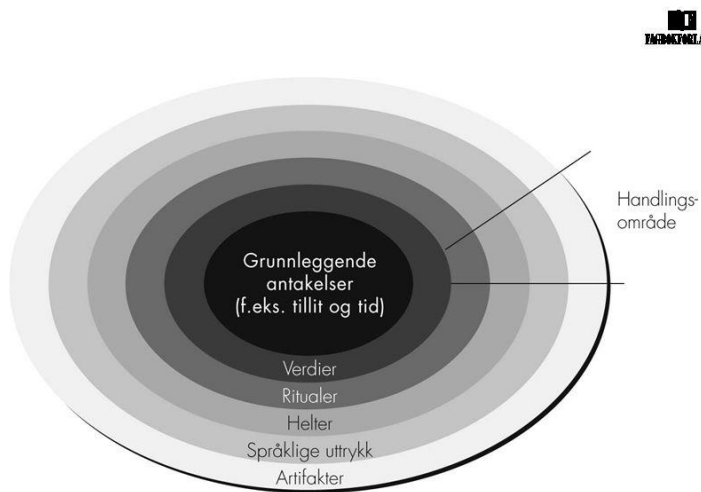 Handlings-
område
Grunnleggende
antakelser
(f.eks. tillit og tid)
Verdier
Ritualer
Helter
Språklige uttrykk
Artifakter